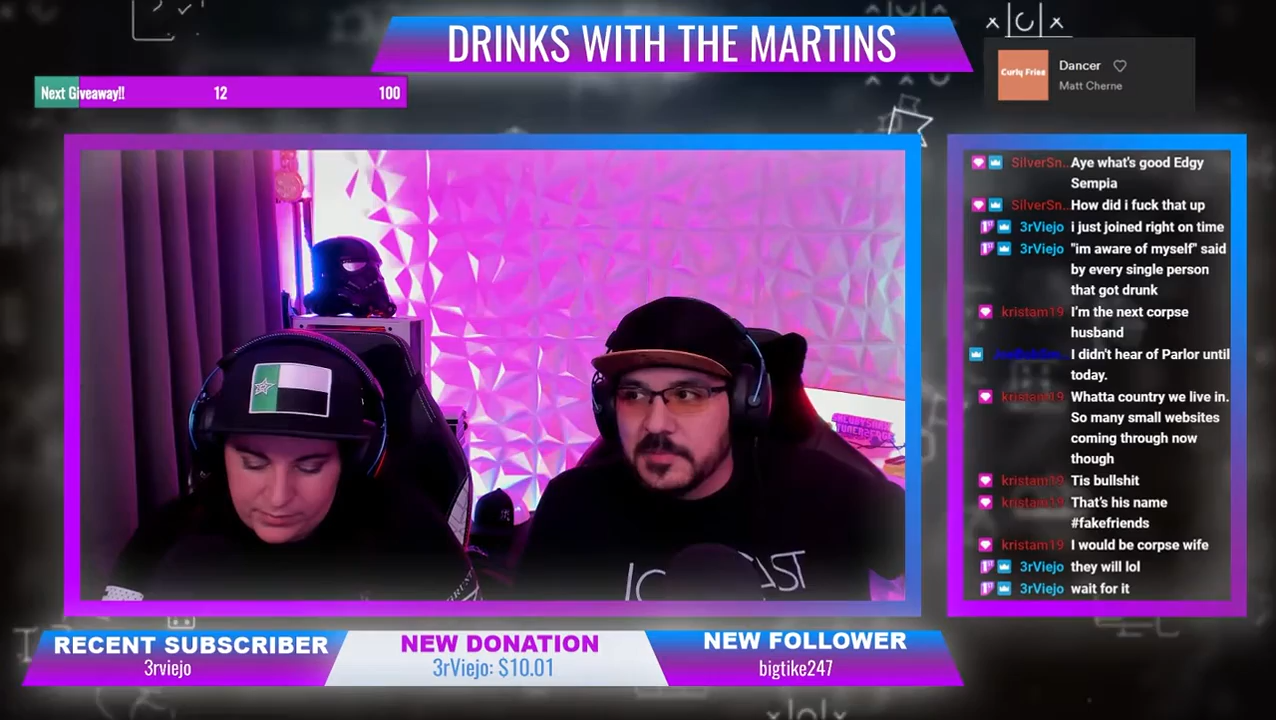 DRINKS WITH THE MARTINS
Next Giveaway!! 12 100
Curly Fries
Dancer
Matt Cherne
SilverSn... Aye what's good Edgy
Sempia
SilverSn... How did i fuck that up
3rViejo i just joined right on time
3rViejo "im aware of myself" said
by every single person
that got drunk
kristam19 I'm the next corpse
husband
I didn't hear of Parlor until
today.
kristam19 Whatta country we live in.
So many small websites
coming through now
though
kristam19 Tis bullshit
kristam19 That's his name
#fakefriends
kristam19 I would be corpse wife
3rViejo they will lol
3rViejo wait for it
RECENT SUBSCRIBER
3rviejo
NEW DONATION
3rViejo: $10.01
NEW FOLLOWER
bigtike247